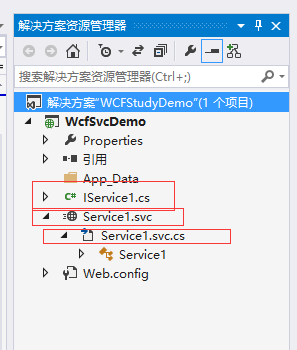 解决方案资源管理器
搜索解决方案资源管理器(Ctrl+;)
解决方案"WCFStudyDemo"(1 个项目)
WcfSvcDemo
Properties
引用
App_Data
C# IService1.cs
Service1.svc
Service1.svc.cs
Service1
Web.config